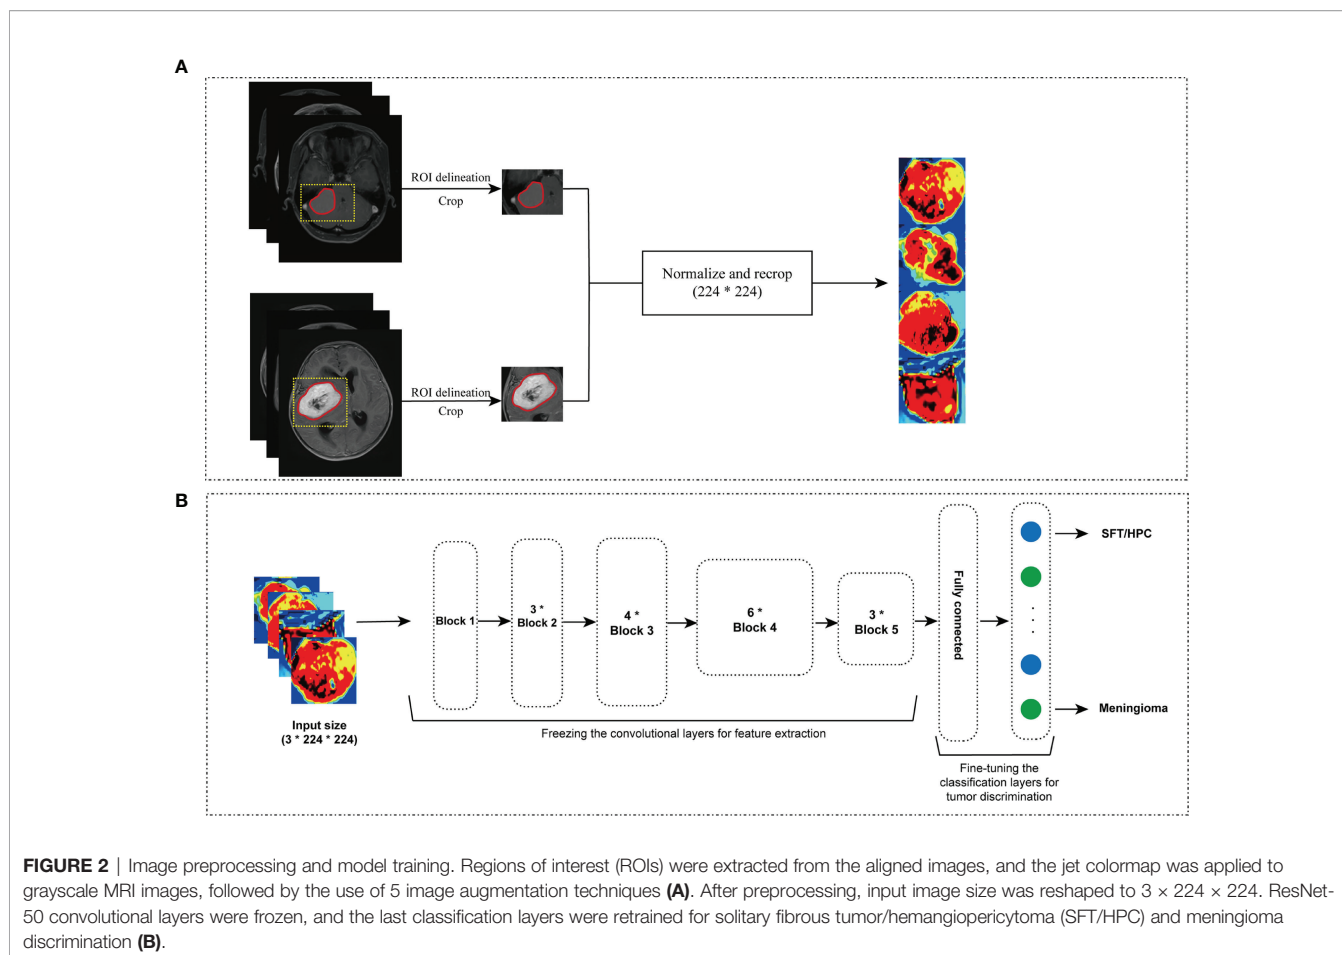 A
ROI delineation
Crop
Normalize and recrop
(224 * 224)
ROI delineation
Crop
B
Input size
(3 * 224 * 224)
Block 1
3 *
Block 2
4 *
Block 3
6 *
Block 4
3 *
Block 5
Fully connected
SFT/HPC
Meningioma
Freezing the convolutional layers for feature extraction
Fine-tuning the
classification layers for
tumor discrimination
FIGURE 2 | Image preprocessing and model training. Regions of interest (ROIs) were extracted from the aligned images, and the jet colormap was applied to
grayscale MRI images, followed by the use of 5 image augmentation techniques (A). After preprocessing, input image size was reshaped to 3 × 224 × 224. ResNet-
50 convolutional layers were frozen, and the last classification layers were retrained for solitary fibrous tumor/hemangiopericytoma (SFT/HPC) and meningioma
discrimination (B).